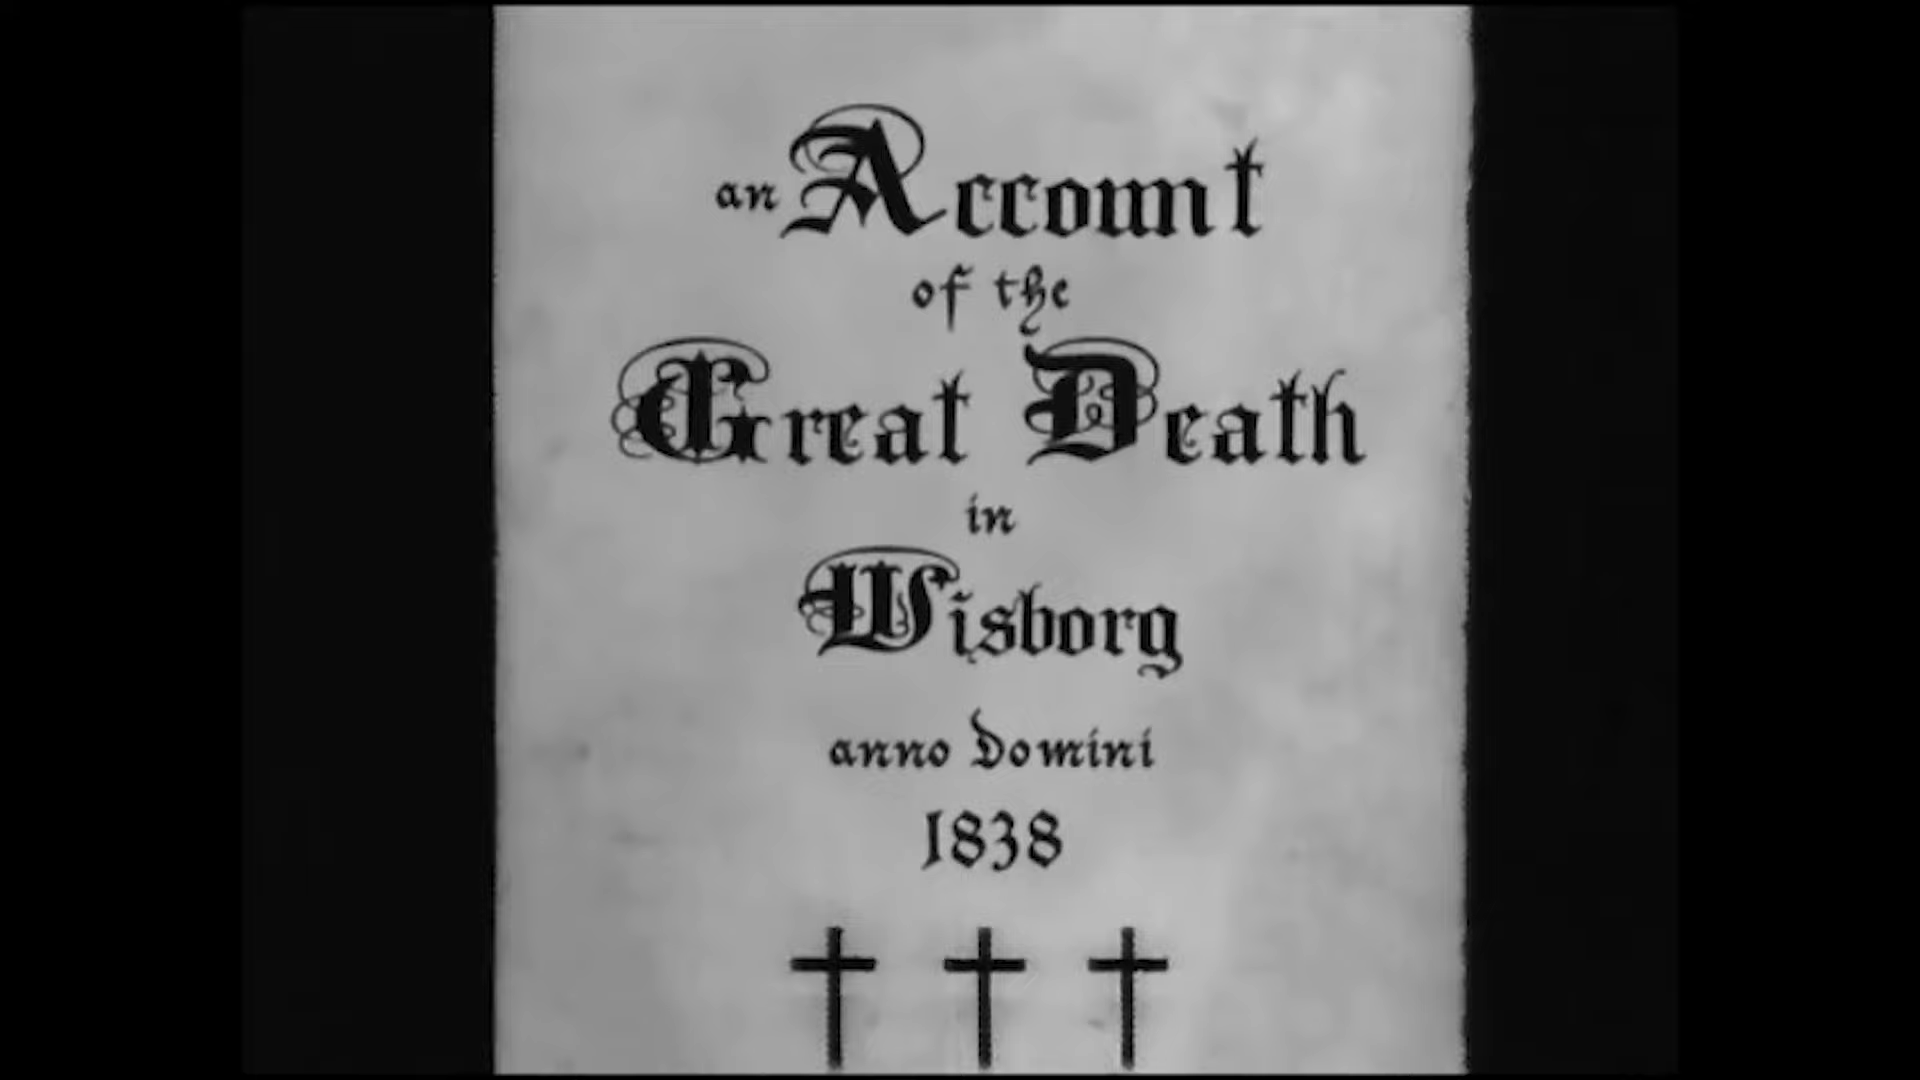 an Account
of the
Great Death
in
Wisborg
anno Domini
1838